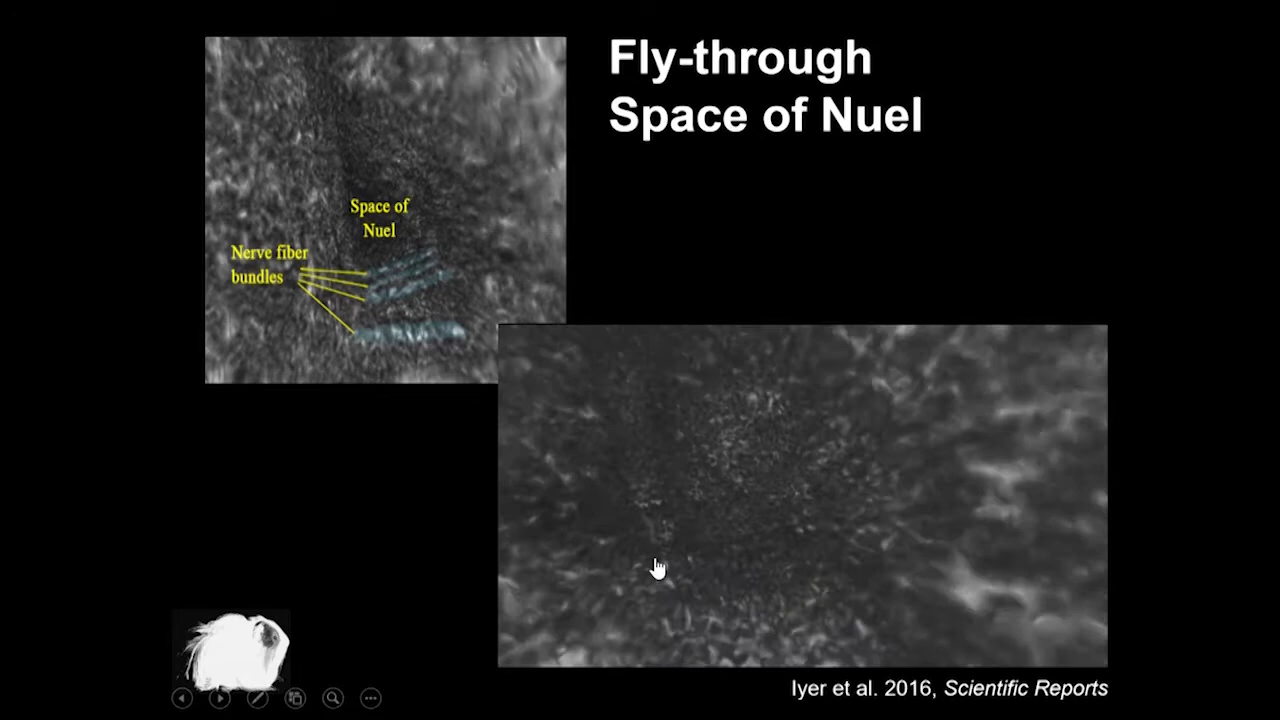 Fly-through
Space of Nuel
Space of
Nuel
Nerve fiber
bundles
Iyer et al. 2016, Scientific Reports